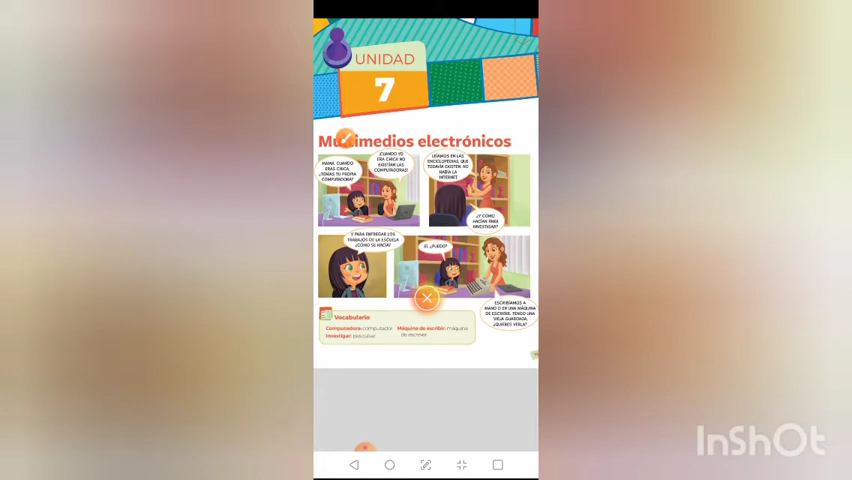 UNIDAD
7
Multimedios electrónicos
MAMÁ, CUANDO
ERAS CHICA,
¿TENÍAS TU PROPIA
COMPUTADORA?
¡CUANDO YO
ERA CHICA NO
EXISTÍAN LAS
COMPUTADORAS!
LEÍAMOS EN LAS
ENCICLOPEDIAS, QUE
TODAVÍA EXISTEN. NO
HABÍA LA
INTERNET
¿Y CÓMO
HACÍAN PARA
INVESTIGAR?
Y PARA ENTREGAR LOS
TRABAJOS DE LA ESCUELA
¿CÓMO SE HACÍA?
SÍ, ¿PUEDO?
ESCRIBÍAMOS A
MANO O EN UNA MÁQUINA
DE ESCRIBIR. TENGO UNA
VIEJA GUARDADA,
¿QUIERES VERLA?
Vocabulario
Computadora: computador
Investigar: pesquisar
Máquina de escribir: máquina
de escrever
InShOt